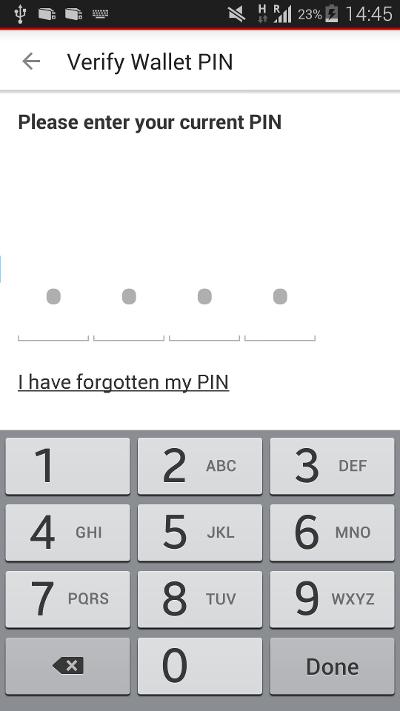 H R 23% 14:45
Verify Wallet PIN
Please enter your current PIN
I have forgotten my PIN
1 2 ABC 3 DEF
4 GHI 5 JKL 6 MNO
7 PQRS 8 TUV 9 WXYZ
0 Done